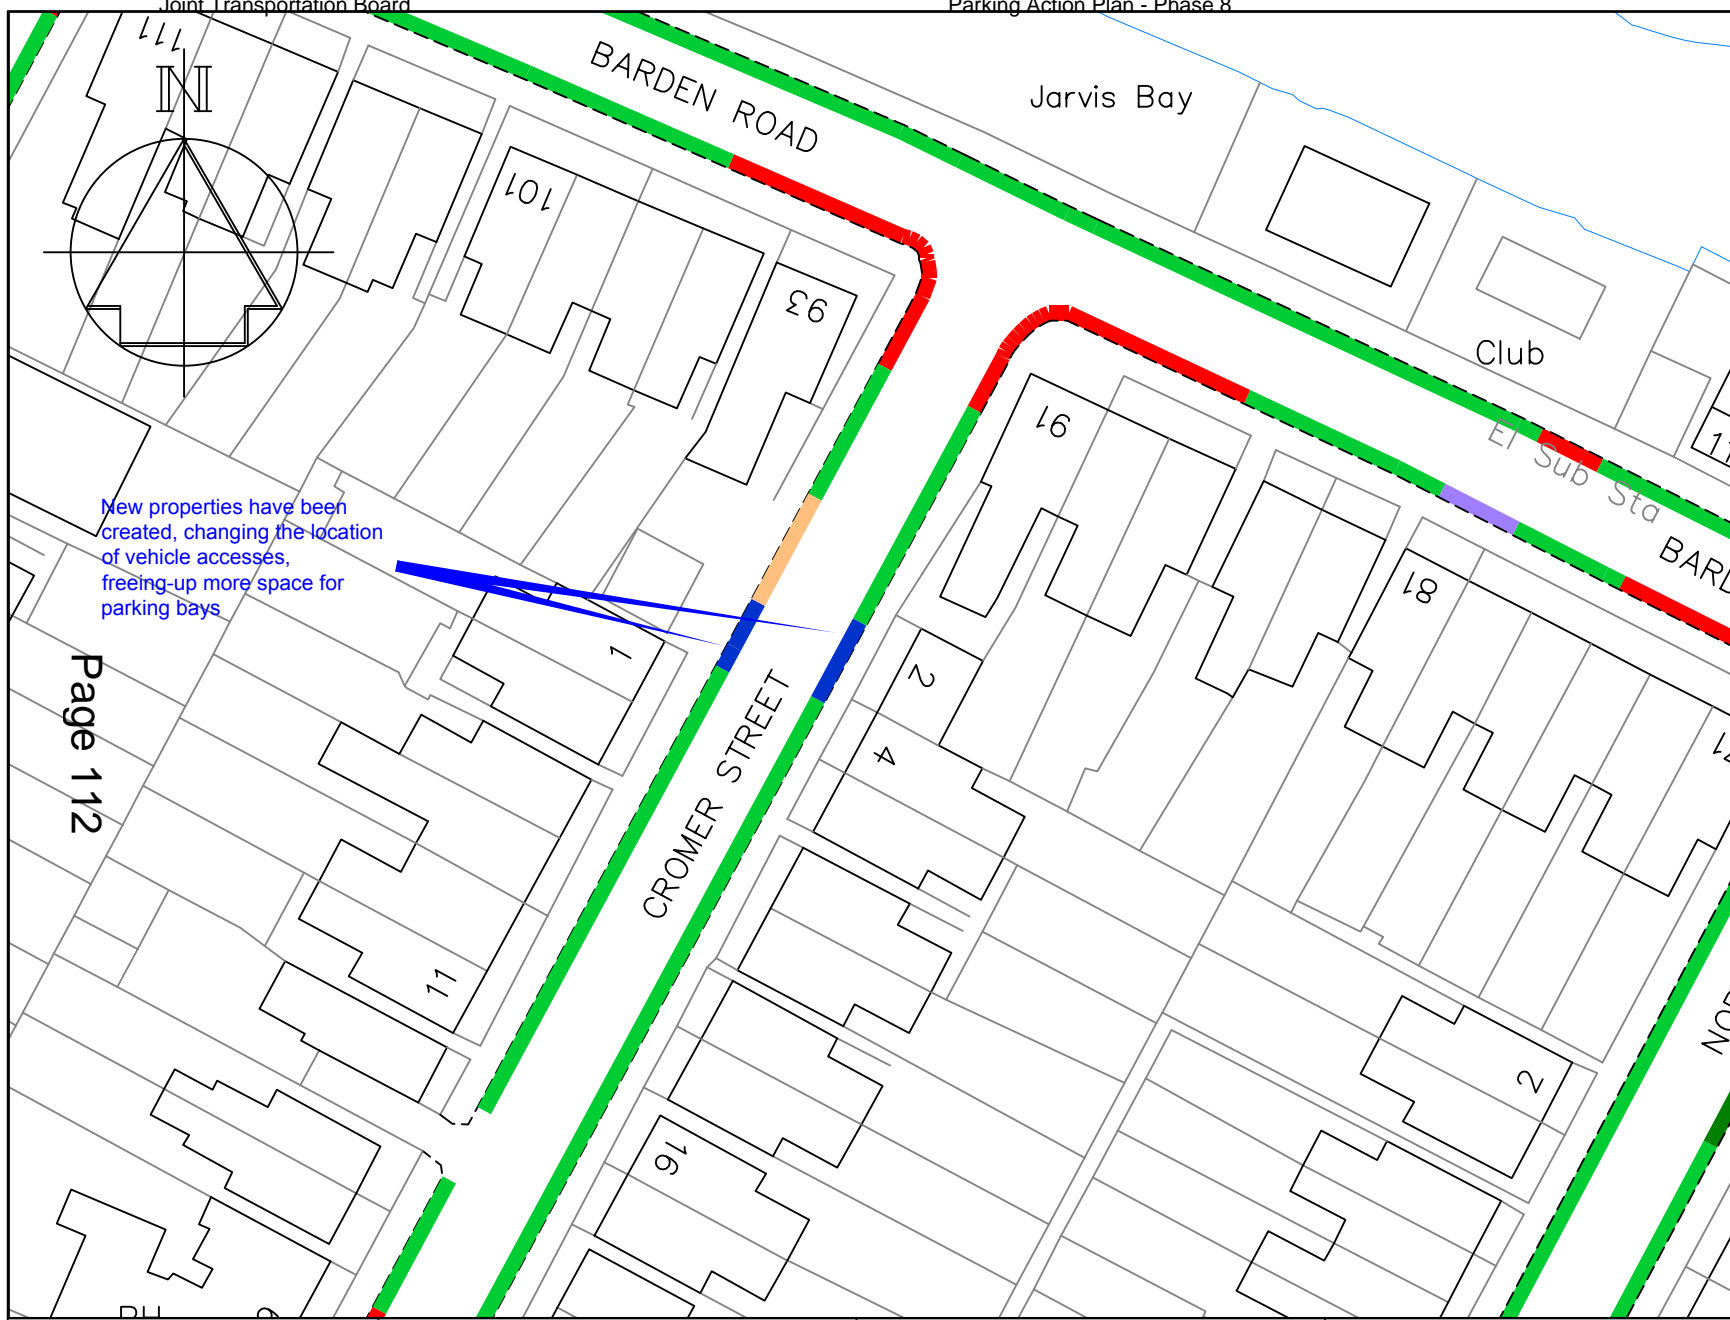 Joint Transportation Board
Parking Action Plan - Phase 8
111
N
BARDEN ROAD
Jarvis Bay
101
93
Club
91
El Sub Sta
81
New properties have been
created, changing the location
of vehicle accesses,
freeing-up more space for
parking bays
1
2
4
Page 112
CROMER STREET
11
16
2
PH